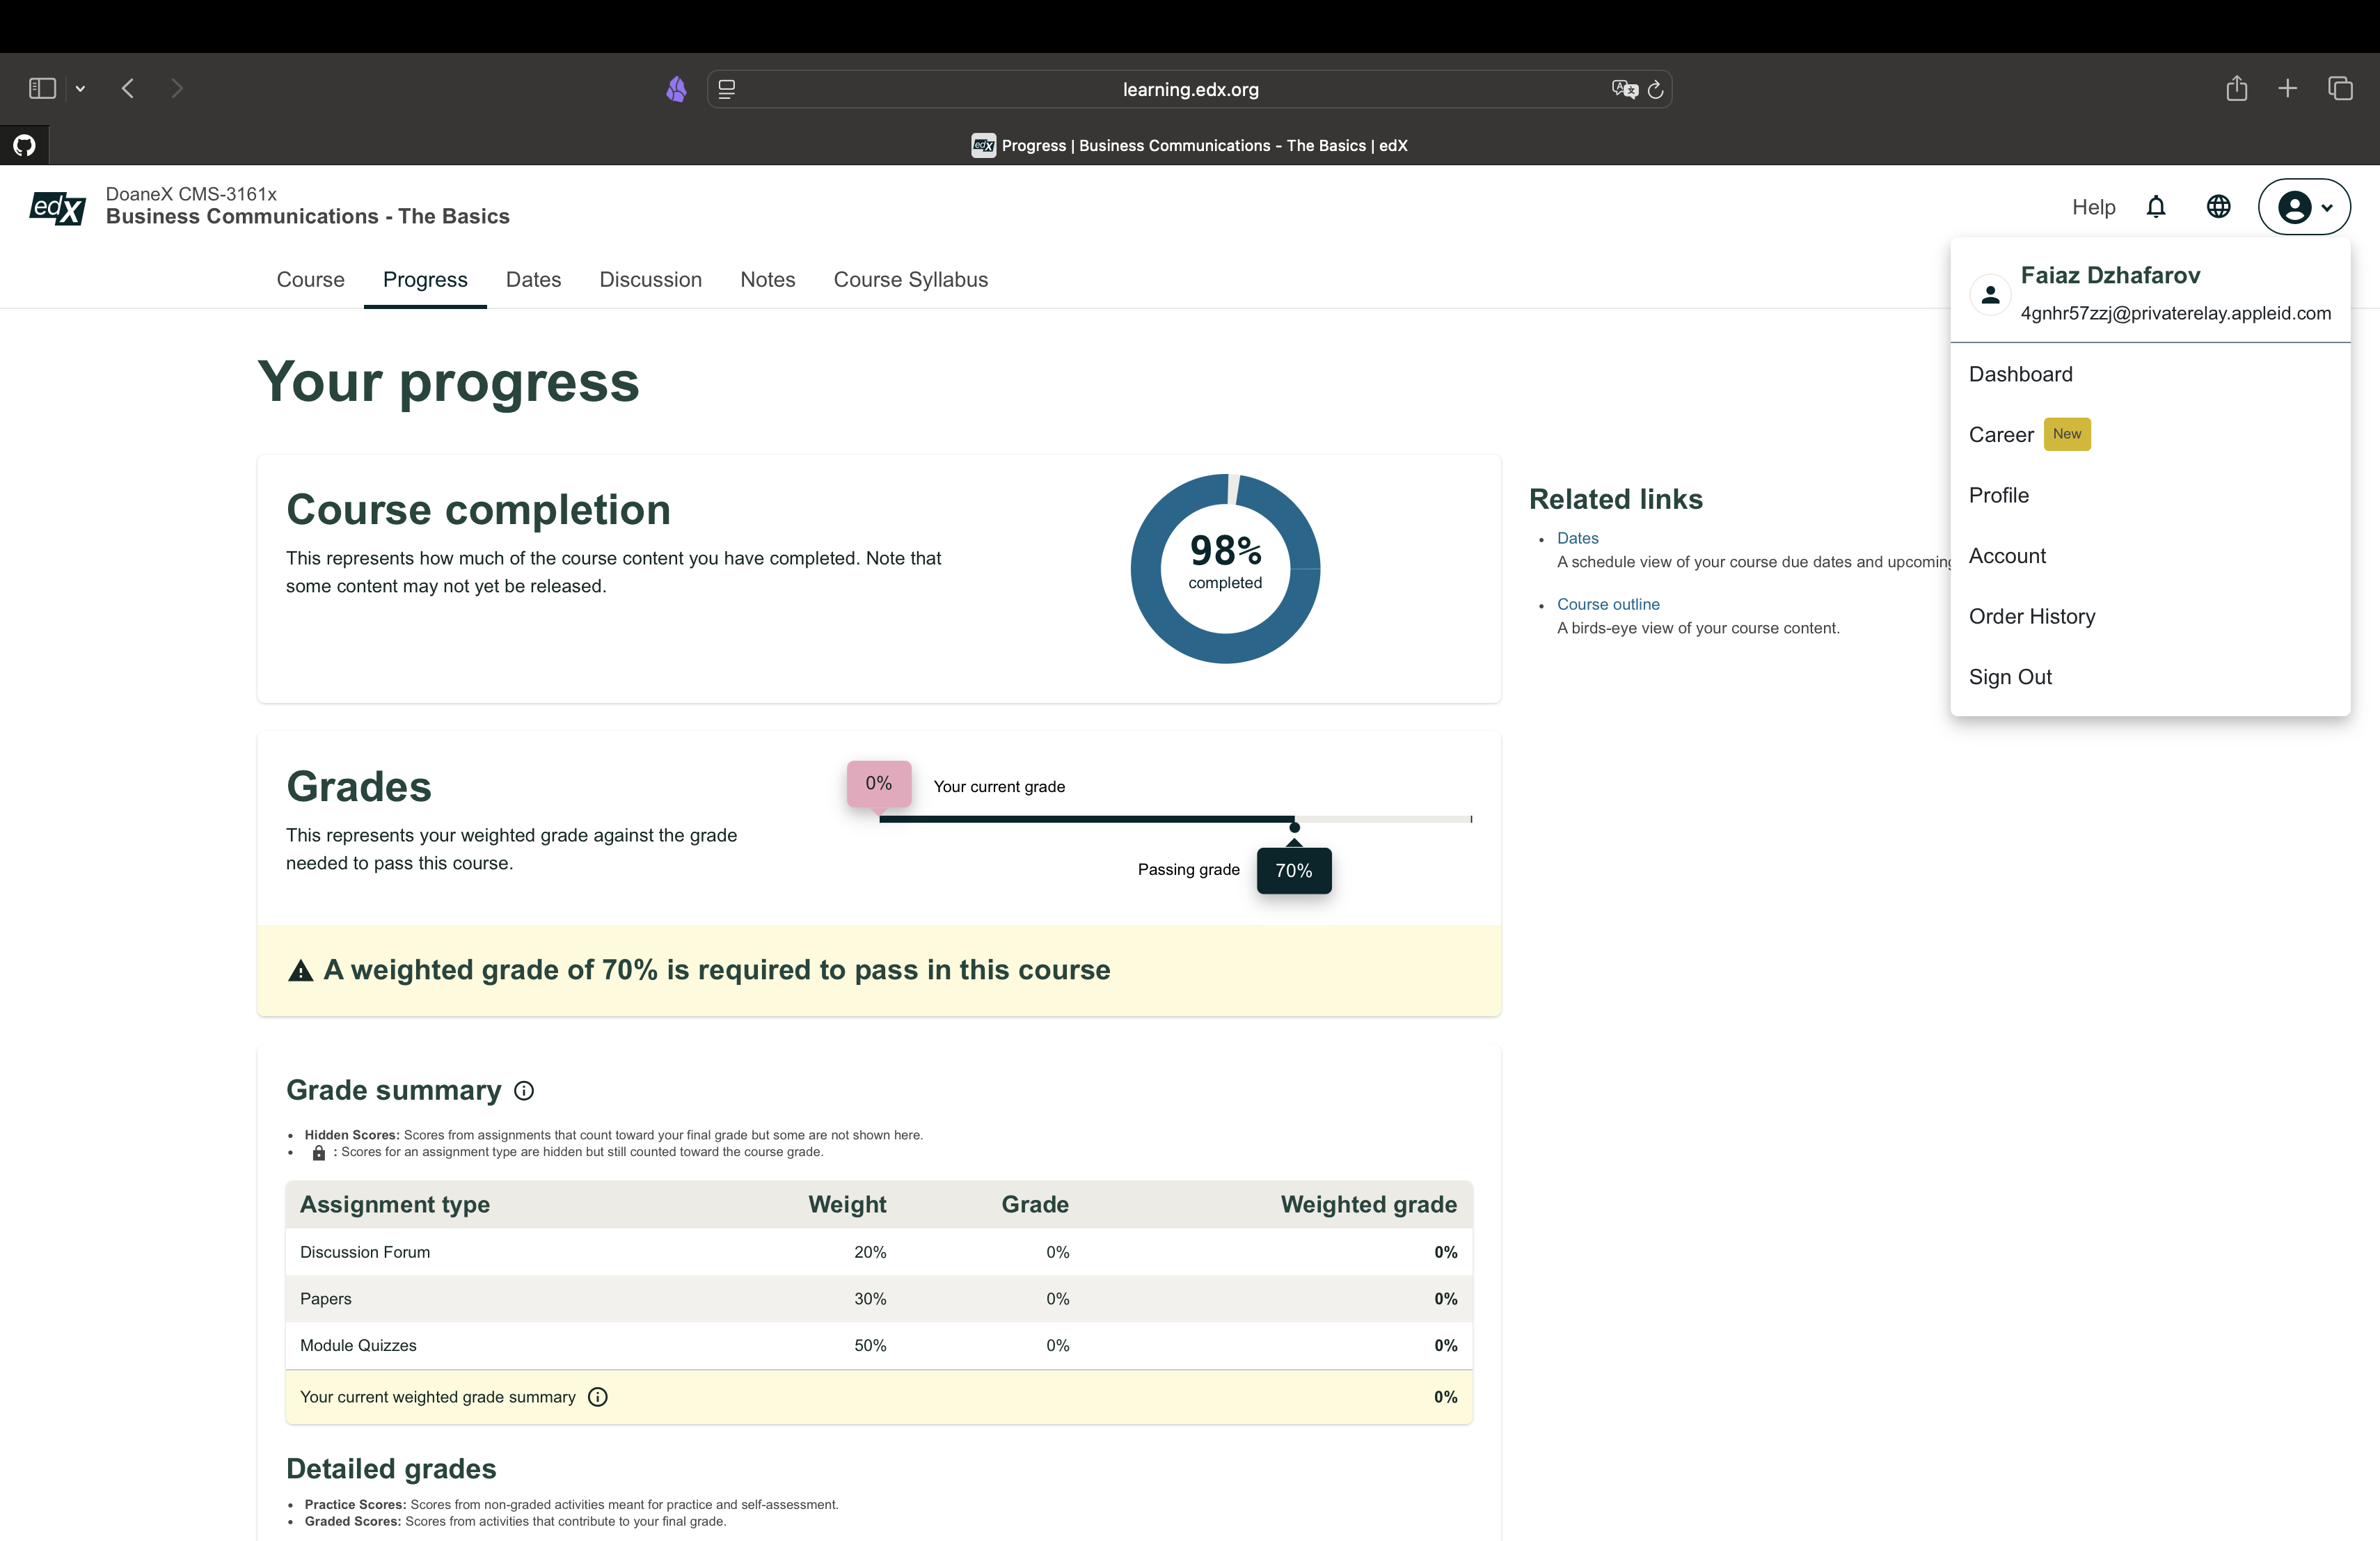 learning.edx.org
edX Progress | Business Communications - The Basics | edX
edX
DoaneX CMS-3161x
Business Communications - The Basics
Help
Course Progress Dates Discussion Notes Course Syllabus
Faiaz Dzhafarov
4gnhr57zzj@privaterelay.appleid.com
Dashboard
Career New
Profile
Account
Order History
Sign Out
Your progress
Course completion
This represents how much of the course content you have completed. Note that
some content may not yet be released.
98%
completed
Related links
• Dates
A schedule view of your course due dates and upcoming
• Course outline
A birds-eye view of your course content.
Grades
This represents your weighted grade against the grade
needed to pass this course.
0% Your current grade
Passing grade 70%
A weighted grade of 70% is required to pass in this course
Grade summary
• Hidden Scores: Scores from assignments that count toward your final grade but some are not shown here.
• : Scores for an assignment type are hidden but still counted toward the course grade.
Assignment type Weight Grade Weighted grade
Discussion Forum 20% 0% 0%
Papers 30% 0% 0%
Module Quizzes 50% 0% 0%
Your current weighted grade summary 0%
Detailed grades
• Practice Scores: Scores from non-graded activities meant for practice and self-assessment.
• Graded Scores: Scores from activities that contribute to your final grade.